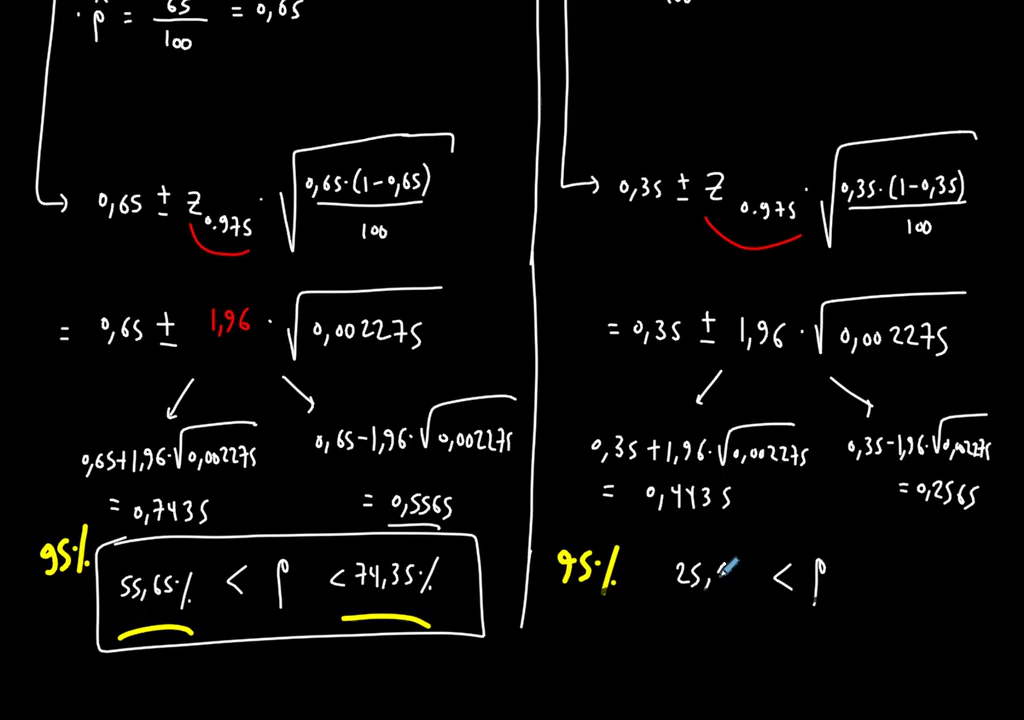 · p̂ = 65/100 = 0,65
0,65 ± Z0.975 · √(0,65·(1-0,65)/100)
= 0,65 ± 1,96 · √0,002275
0,65+1,96·√0,002275
0,65-1,96·√0,002275
= 0,7435
= 0,5565
95%
55,65% < p < 74,35%
100
0,35 ± Z0.975 · √(0,35·(1-0,35)/100)
= 0,35 ± 1,96 · √0,002275
0,35+1,96·√0,002275
0,35-1,96·√0,002275
= 0,4435
= 0,2565
95%
25, < p